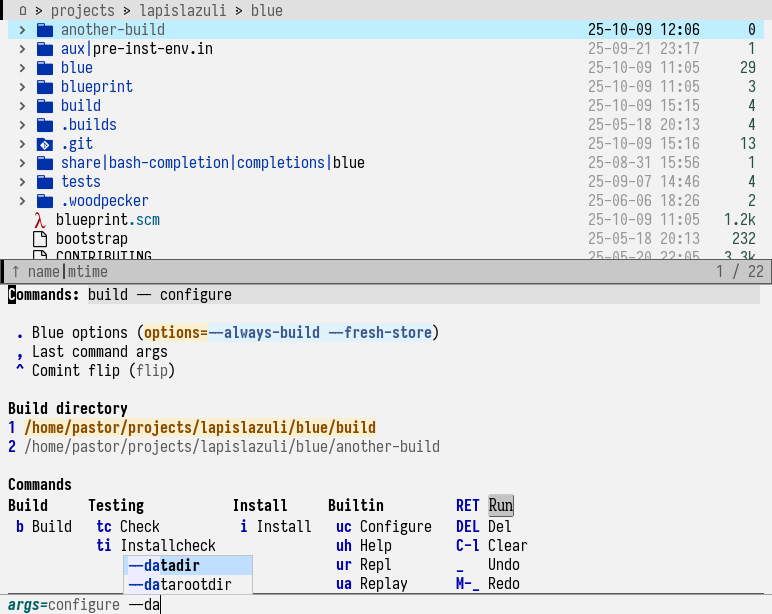 ⌂ > projects > lapislazuli > blue
> another-build 25-10-09 12:06 0
> aux|pre-inst-env.in 25-09-21 23:17 1
> blue 25-10-09 11:05 29
> blueprint 25-10-09 11:05 3
> build 25-10-09 15:15 4
> .builds 25-05-18 20:13 4
> .git 25-10-09 15:16 13
> share|bash-completion|completions|blue 25-08-31 15:56 1
> tests 25-09-07 14:46 4
> .woodpecker 25-06-06 18:26 2
λ blueprint.scm 25-10-09 11:05 1.2k
bootstrap 25-05-18 20:13 232
CONTRIBUTING 25-05-20 22:05 3.3k
↑ name|mtime 1 / 22
Commands: build -- configure
. Blue options (options=--always-build --fresh-store)
, Last command args
^ Comint flip (flip)
Build directory
1 /home/pastor/projects/lapislazuli/blue/build
2 /home/pastor/projects/lapislazuli/blue/another-build
Commands
Build Testing Install Builtin RET Run
b Build tc Check i Install uc Configure DEL Del
ti Installcheck uh Help C-l Clear
--datadir ur Repl _ Undo
--datarootdir ua Replay M-_ Redo
args=configure --da